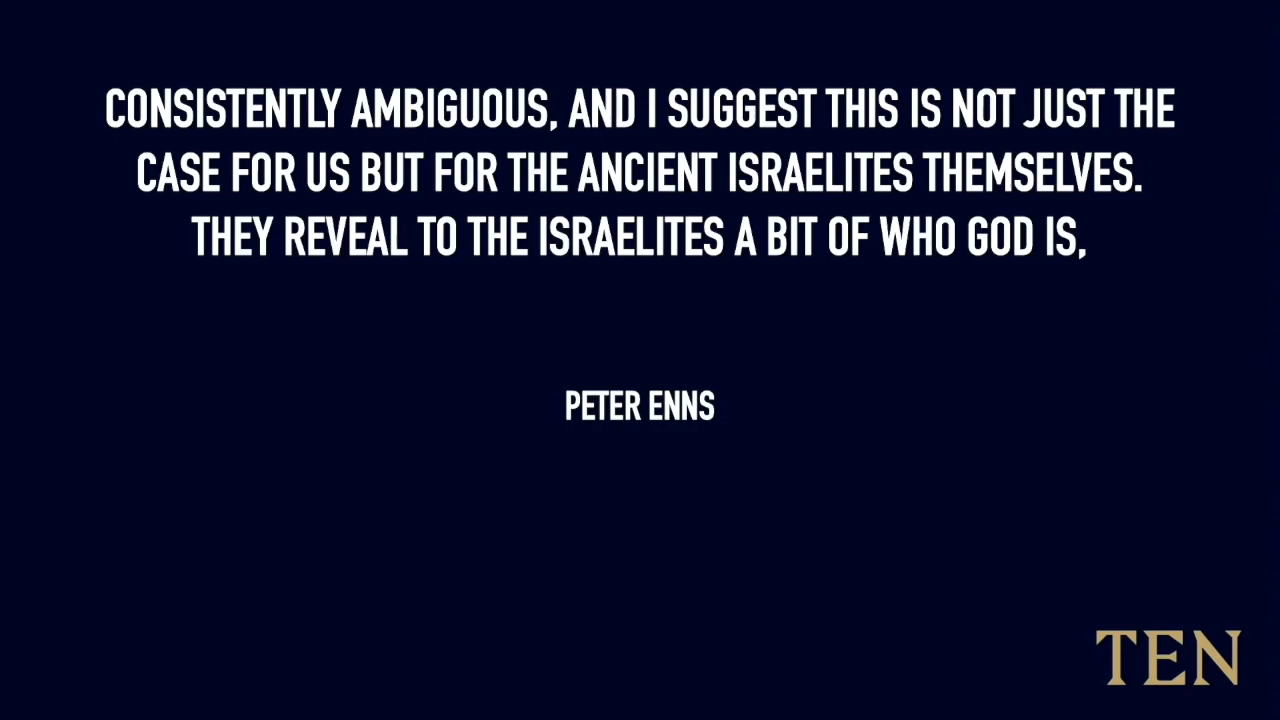 CONSISTENTLY AMBIGUOUS, AND I SUGGEST THIS IS NOT JUST THE
CASE FOR US BUT FOR THE ANCIENT ISRAELITES THEMSELVES.
THEY REVEAL TO THE ISRAELITES A BIT OF WHO GOD IS,
PETER ENNS
TEN